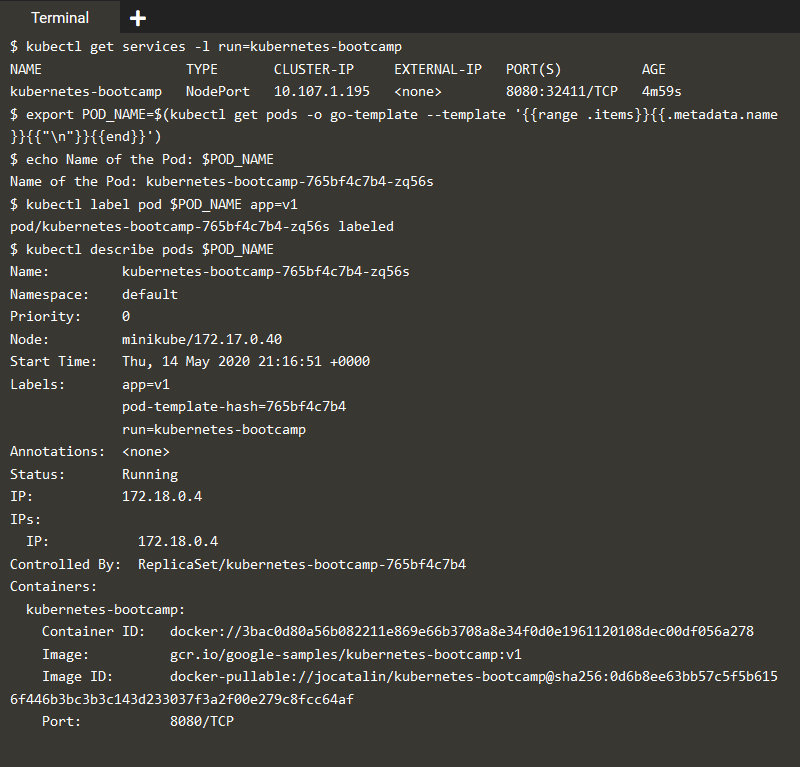 Terminal
$ kubectl get services -l run=kubernetes-bootcamp
NAME TYPE CLUSTER-IP EXTERNAL-IP PORT(S) AGE
kubernetes-bootcamp NodePort 10.107.1.195 <none> 8080:32411/TCP 4m59s
$ export POD_NAME=$(kubectl get pods -o go-template --template '{{range .items}}{{.metadata.name
}}{{"\n"}}{{end}}')
$ echo Name of the Pod: $POD_NAME
Name of the Pod: kubernetes-bootcamp-765bf4c7b4-zq56s
$ kubectl label pod $POD_NAME app=v1
pod/kubernetes-bootcamp-765bf4c7b4-zq56s labeled
$ kubectl describe pods $POD_NAME
Name: kubernetes-bootcamp-765bf4c7b4-zq56s
Namespace: default
Priority: 0
Node: minikube/172.17.0.40
Start Time: Thu, 14 May 2020 21:16:51 +0000
Labels: app=v1
pod-template-hash=765bf4c7b4
run=kubernetes-bootcamp
Annotations: <none>
Status: Running
IP: 172.18.0.4
IPs:
IP: 172.18.0.4
Controlled By: ReplicaSet/kubernetes-bootcamp-765bf4c7b4
Containers:
kubernetes-bootcamp:
Container ID: docker://3bac0d80a56b082211e869e66b3708a8e34f0d0e1961120108dec00df056a278
Image: gcr.io/google-samples/kubernetes-bootcamp:v1
Image ID: docker-pullable://jocatalin/kubernetes-bootcamp@sha256:0d6b8ee63bb57c5f5b615
6f446b3bc3b3c143d233037f3a2f00e279c8fcc64af
Port: 8080/TCP